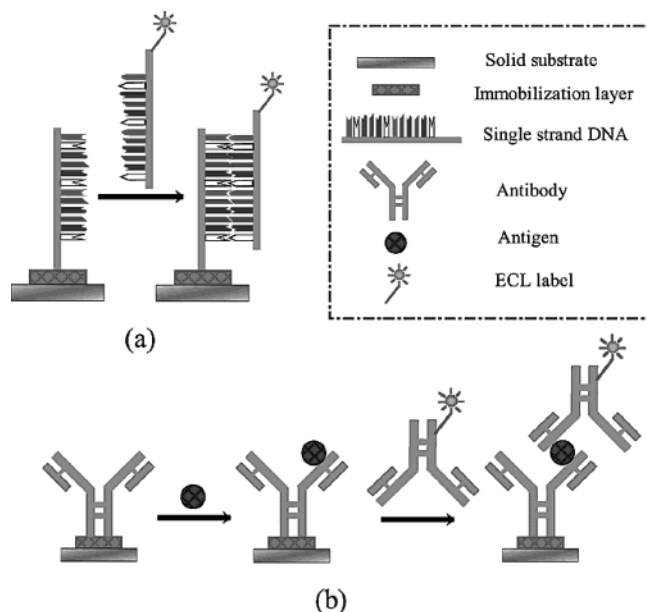 Solid substrate
Immobilization layer
Single strand DNA
Antibody
Antigen
ECL label
(a)
(b)